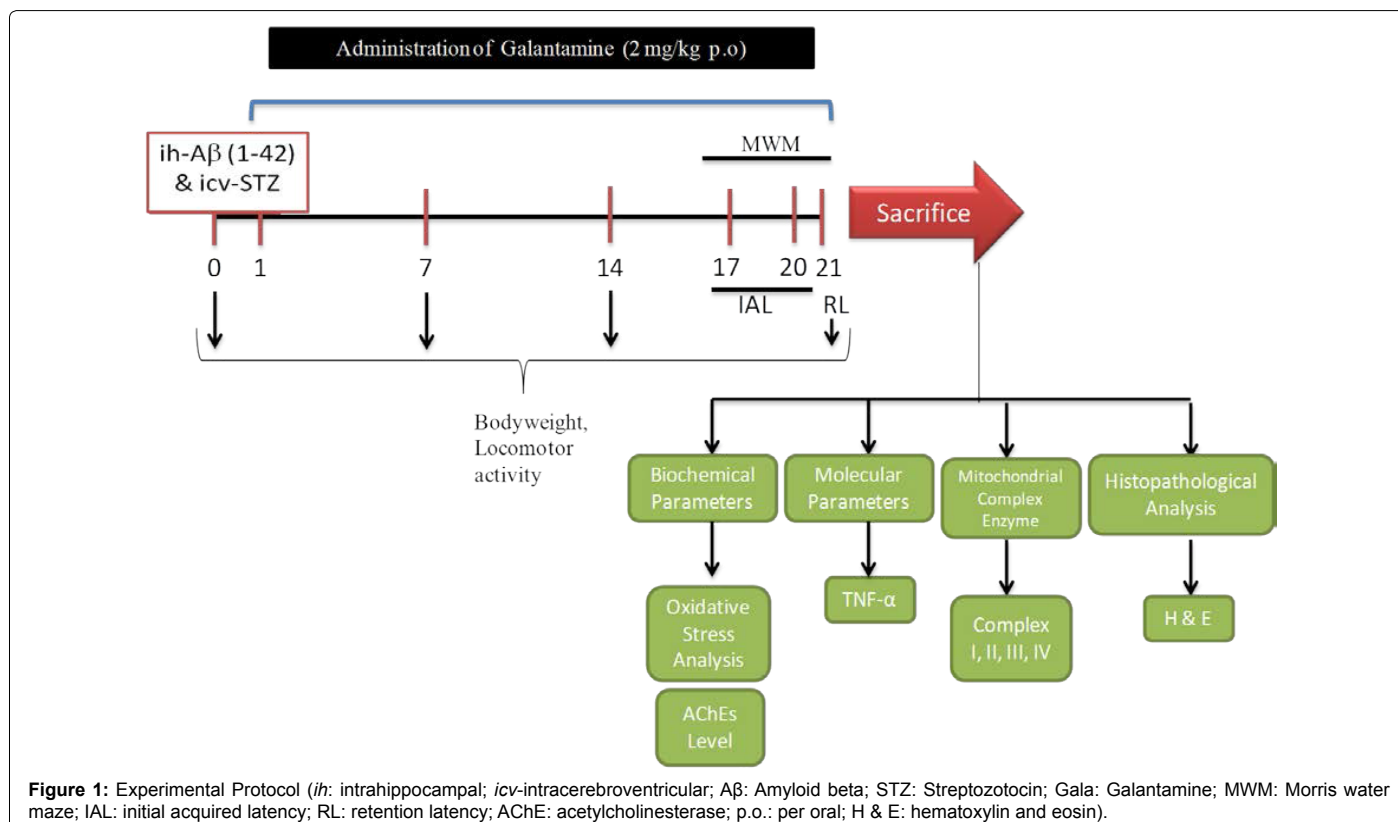 Administration of Galantamine (2 mg/kg p.o)
ih-Aβ (1-42)
& icv-STZ
MWM
Sacrifice
0 1 7 14 17 20 21
IAL RL
Bodyweight,
Locomotor
activity
Biochemical
Parameters
Molecular
Parameters
Mitochondrial
Complex
Enzyme
Histopathological
Analysis
Oxidative
Stress
Analysis
TNF-α
Complex
I, II, III, IV
H & E
AChEs
Level
Figure 1: Experimental Protocol (ih: intrahippocampal; icv-intracerebroventricular; Aβ: Amyloid beta; STZ: Streptozotocin; Gala: Galantamine; MWM: Morris water
maze; IAL: initial acquired latency; RL: retention latency; AChE: acetylcholinesterase; p.o.: per oral; H & E: hematoxylin and eosin).